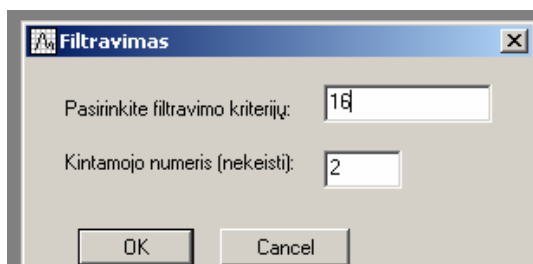 Filtravimas
Pasirinkite filtravimo kriterijų: 16
Kintamojo numeris (nekeisti): 2
OK Cancel